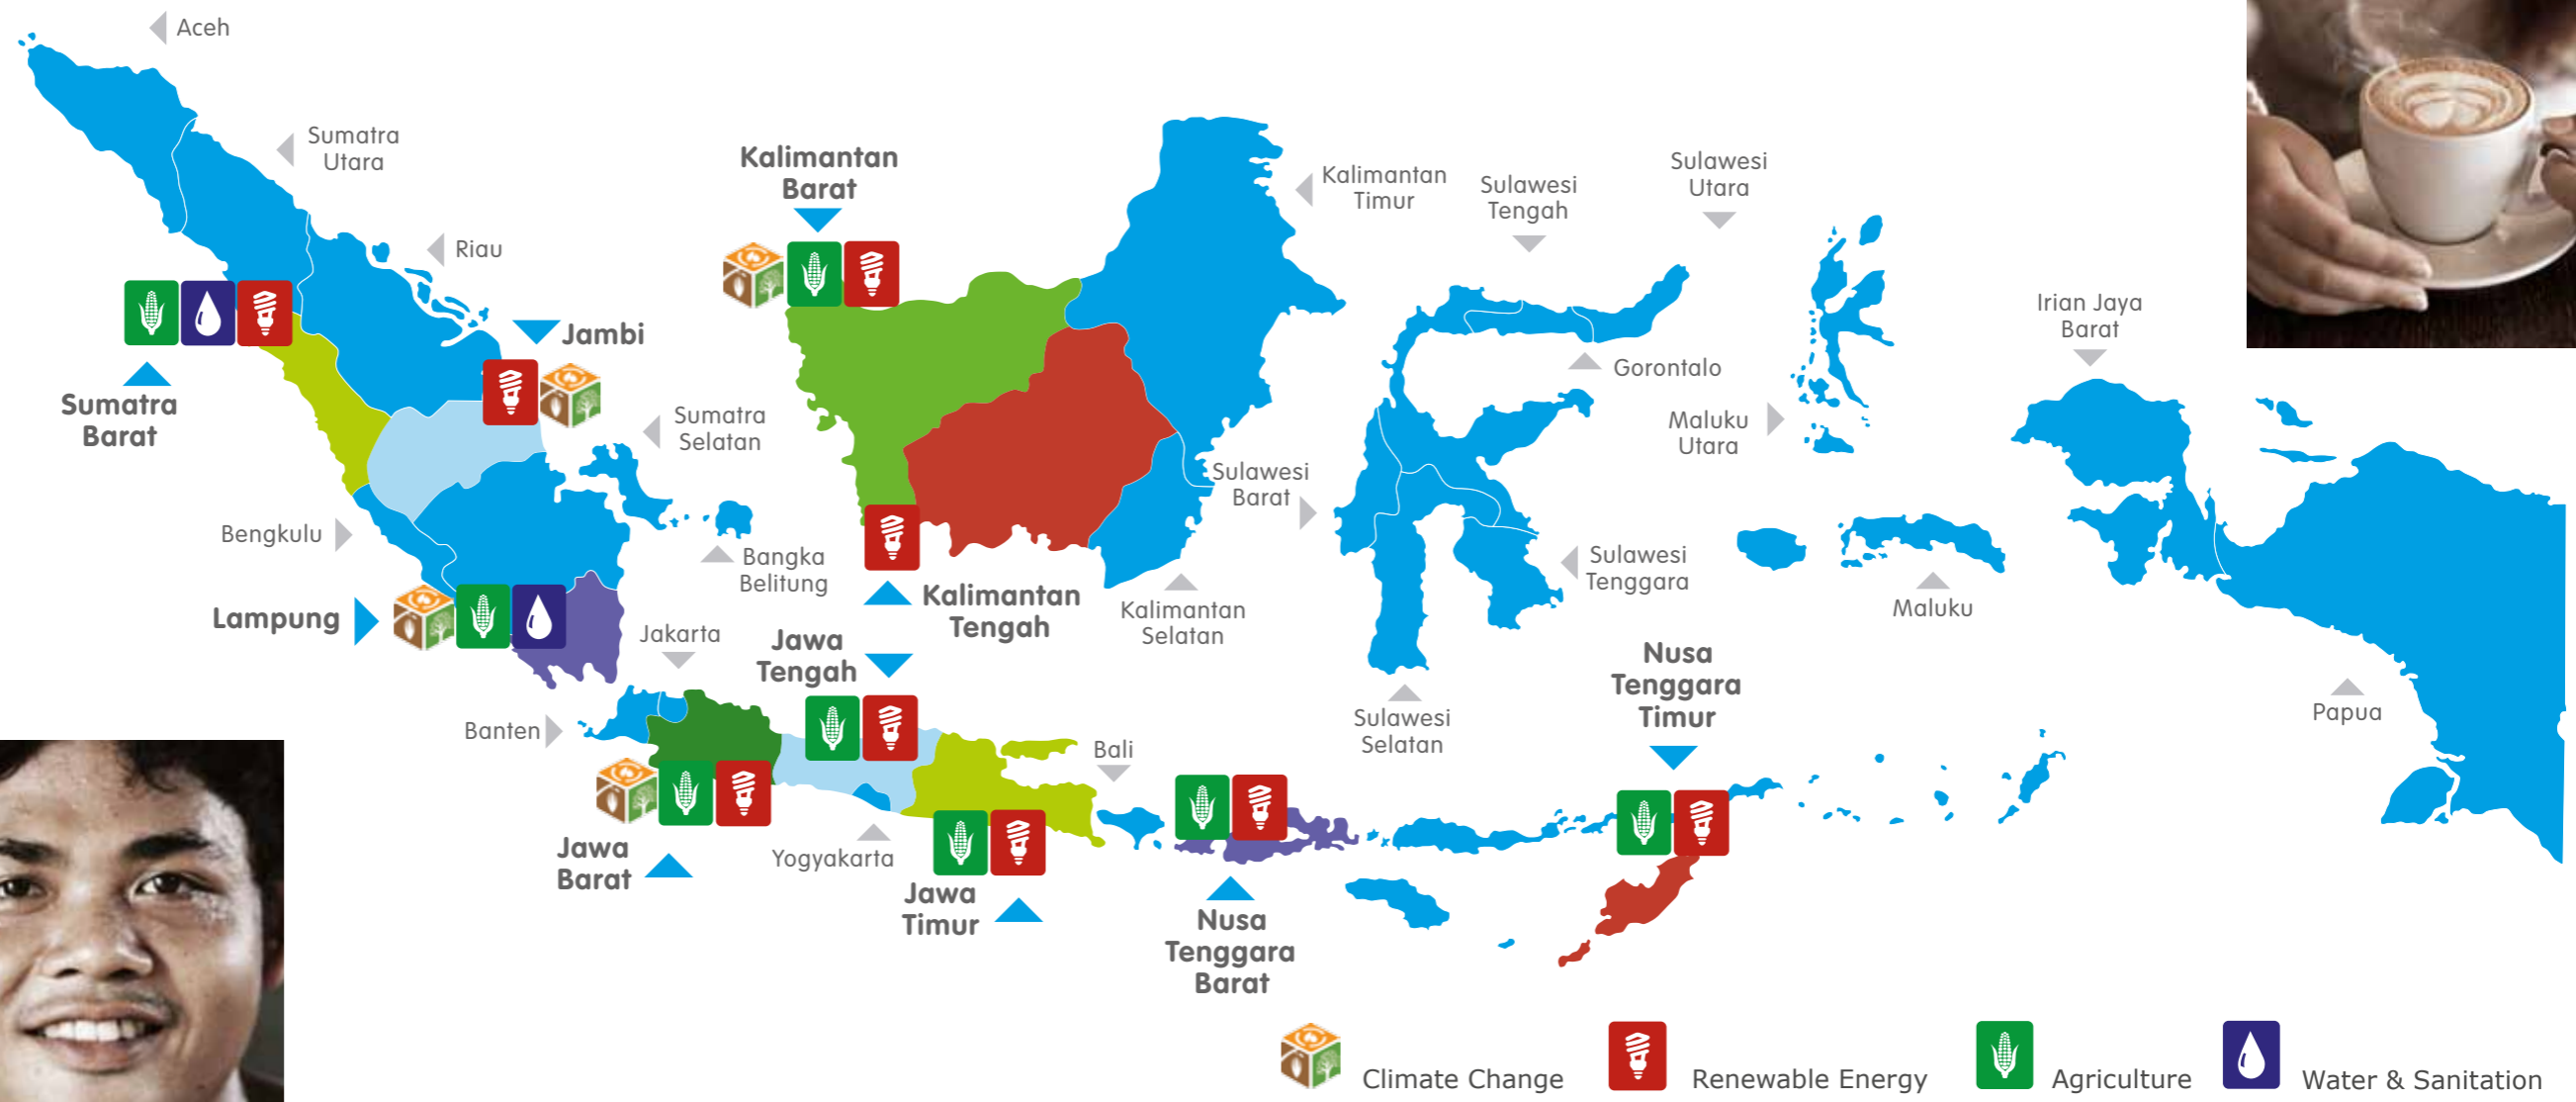 Aceh
Sumatra
Utara
Riau
Kalimantan
Barat
Kalimantan
Timur
Sulawesi
Tengah
Sulawesi
Utara
Irian Jaya
Barat
Jambi
Sumatra
Barat
Sumatra
Selatan
Gorontalo
Maluku
Utara
Sulawesi
Barat
Bengkulu
Bangka
Belitung
Sulawesi
Tenggara
Lampung
Jakarta
Kalimantan
Tengah
Kalimantan
Selatan
Maluku
Jawa
Tengah
Nusa
Tenggara
Timur
Banten
Sulawesi
Selatan
Papua
Bali
Jawa
Barat
Yogyakarta
Jawa
Timur
Nusa
Tenggara
Barat
Climate Change
Renewable Energy
Agriculture
Water & Sanitation